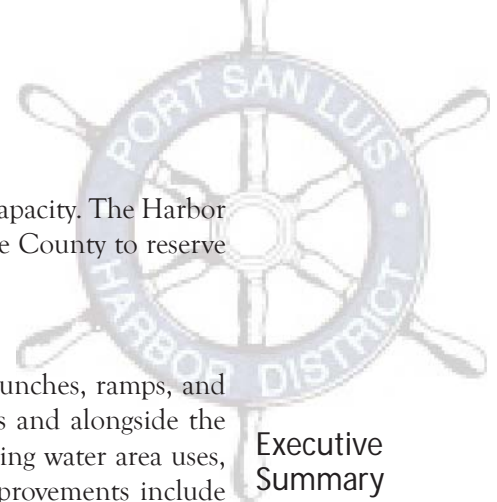 PORT SAN LUIS
HARBOR DISTRICT
apacity. The Harbor
e County to reserve
unches, ramps, and
s and alongside the
ing water area uses,
provements include
Executive
Summary